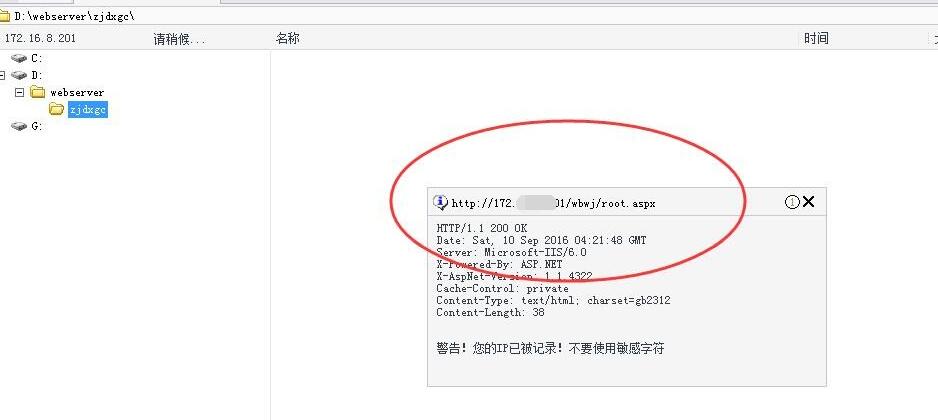 D:\webserver\zjdxgc\
172.16.8.201 请稍候... 名称 时间
C:
D:
webserver
zjdxgc
G:
http://172. 01/wbwj/root.aspx
HTTP/1.1 200 OK
Date: Sat, 10 Sep 2016 04:21:48 GMT
Server: Microsoft-IIS/6.0
X-Powered-By: ASP.NET
X-AspNet-Version: 1.1.4322
Cache-Control: private
Content-Type: text/html; charset=gb2312
Content-Length: 38
警告！您的IP已被记录！不要使用敏感字符